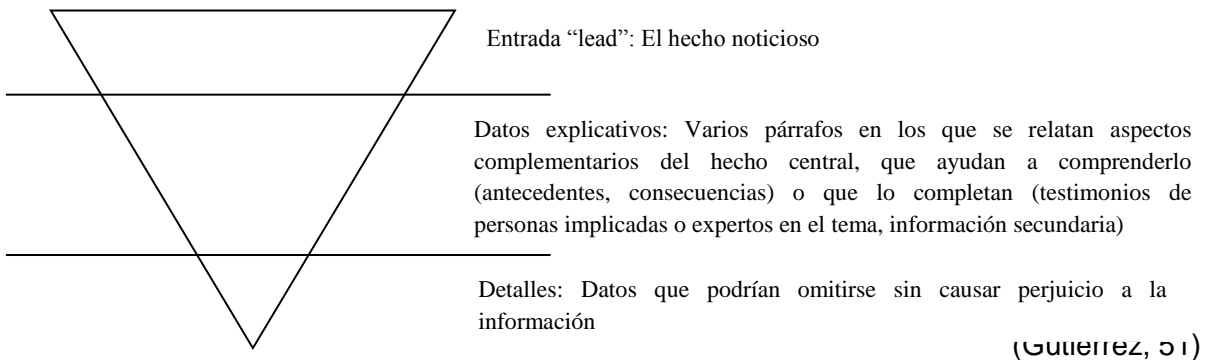 Entrada “lead”: El hecho noticioso
Datos explicativos: Varios párrafos en los que se relatan aspectos
complementarios del hecho central, que ayudan a comprenderlo
(antecedentes, consecuencias) o que lo completan (testimonios de
personas implicadas o expertos en el tema, información secundaria)
Detalles: Datos que podrían omitirse sin causar perjuicio a la
información
(Gutiérrez, 51)